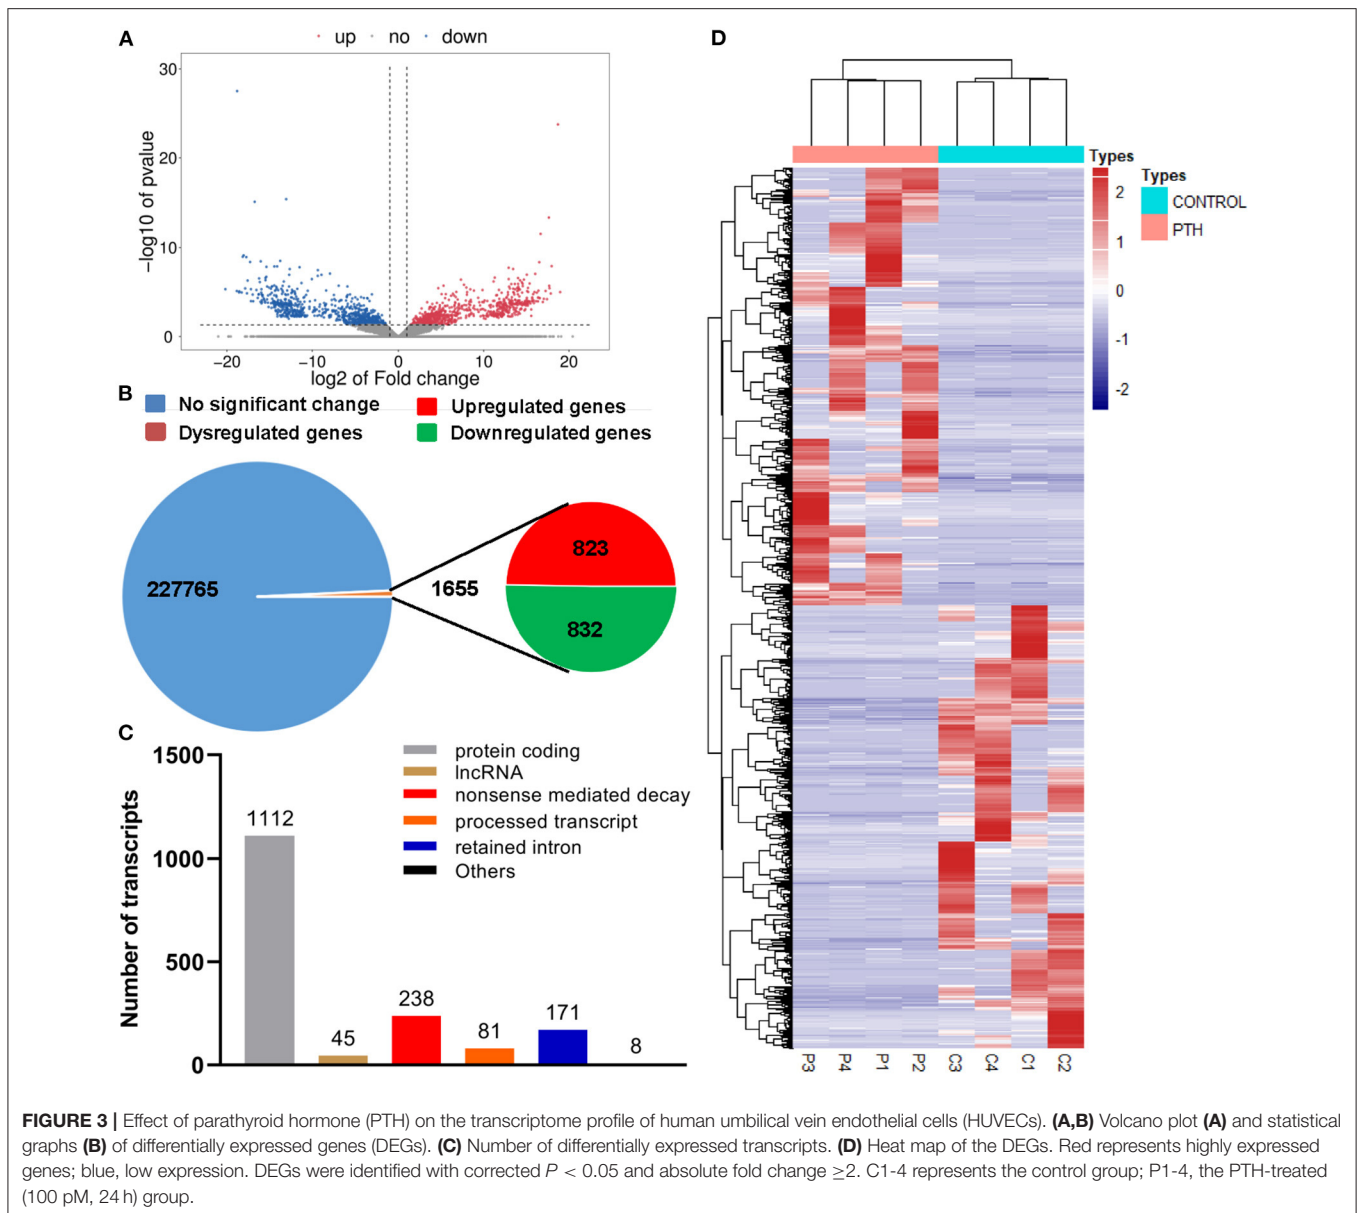 A
up no down
30
20
10
0
−log10 of pvalue
−20 −10 0 10 20
log2 of Fold change
B
No significant change
Upregulated genes
Dysregulated genes
Downregulated genes
227765
1655
823
832
C
1500
1000
500
0
Number of transcripts
protein coding
lncRNA
nonsense mediated decay
processed transcript
retained intron
Others
1112
45
238
81
171
8
D
Types
2
1
0
-1
-2
Types
CONTROL
PTH
P3 P4 P1 P2 C3 C4 C1 C2
FIGURE 3 | Effect of parathyroid hormone (PTH) on the transcriptome profile of human umbilical vein endothelial cells (HUVECs). (A,B) Volcano plot (A) and statistical
graphs (B) of differentially expressed genes (DEGs). (C) Number of differentially expressed transcripts. (D) Heat map of the DEGs. Red represents highly expressed
genes; blue, low expression. DEGs were identified with corrected P < 0.05 and absolute fold change ≥2. C1-4 represents the control group; P1-4, the PTH-treated
(100 pM, 24 h) group.